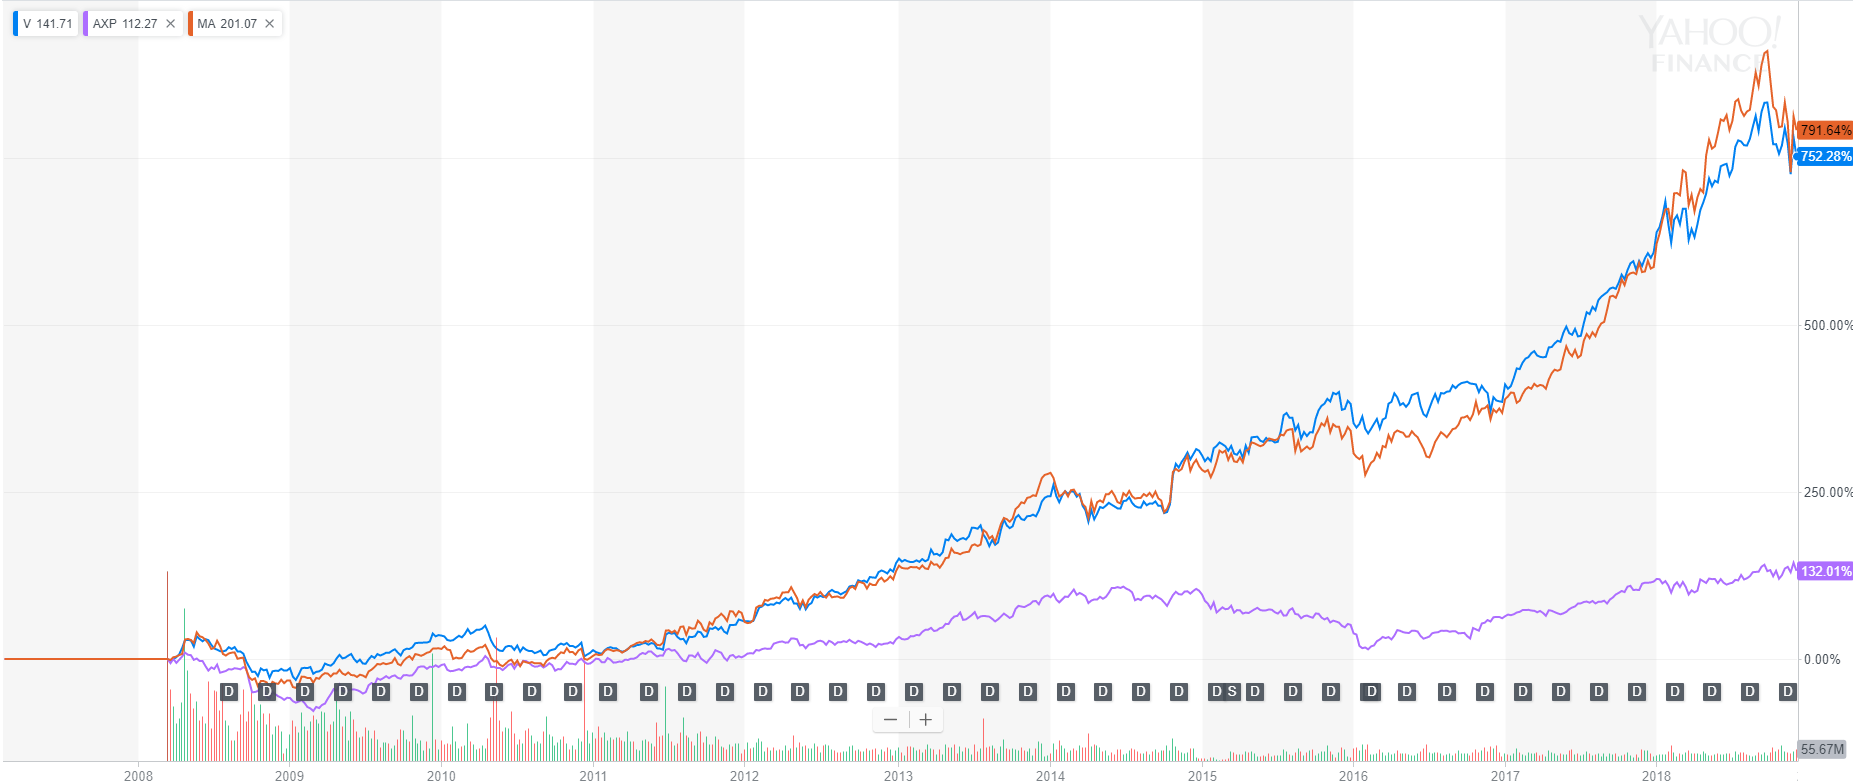 V 141.71 AXP 112.27 × MA 201.07 ×
YAHOO!
FINANCE
791.64%
752.28%
500.00%
250.00%
132.01%
0.00%
D D D D D D D D D D D D D D D D D D D D D D D D D D D S D D D D D D D D D D D D D D D
− +
55.67M
2008 2009 2010 2011 2012 2013 2014 2015 2016 2017 2018